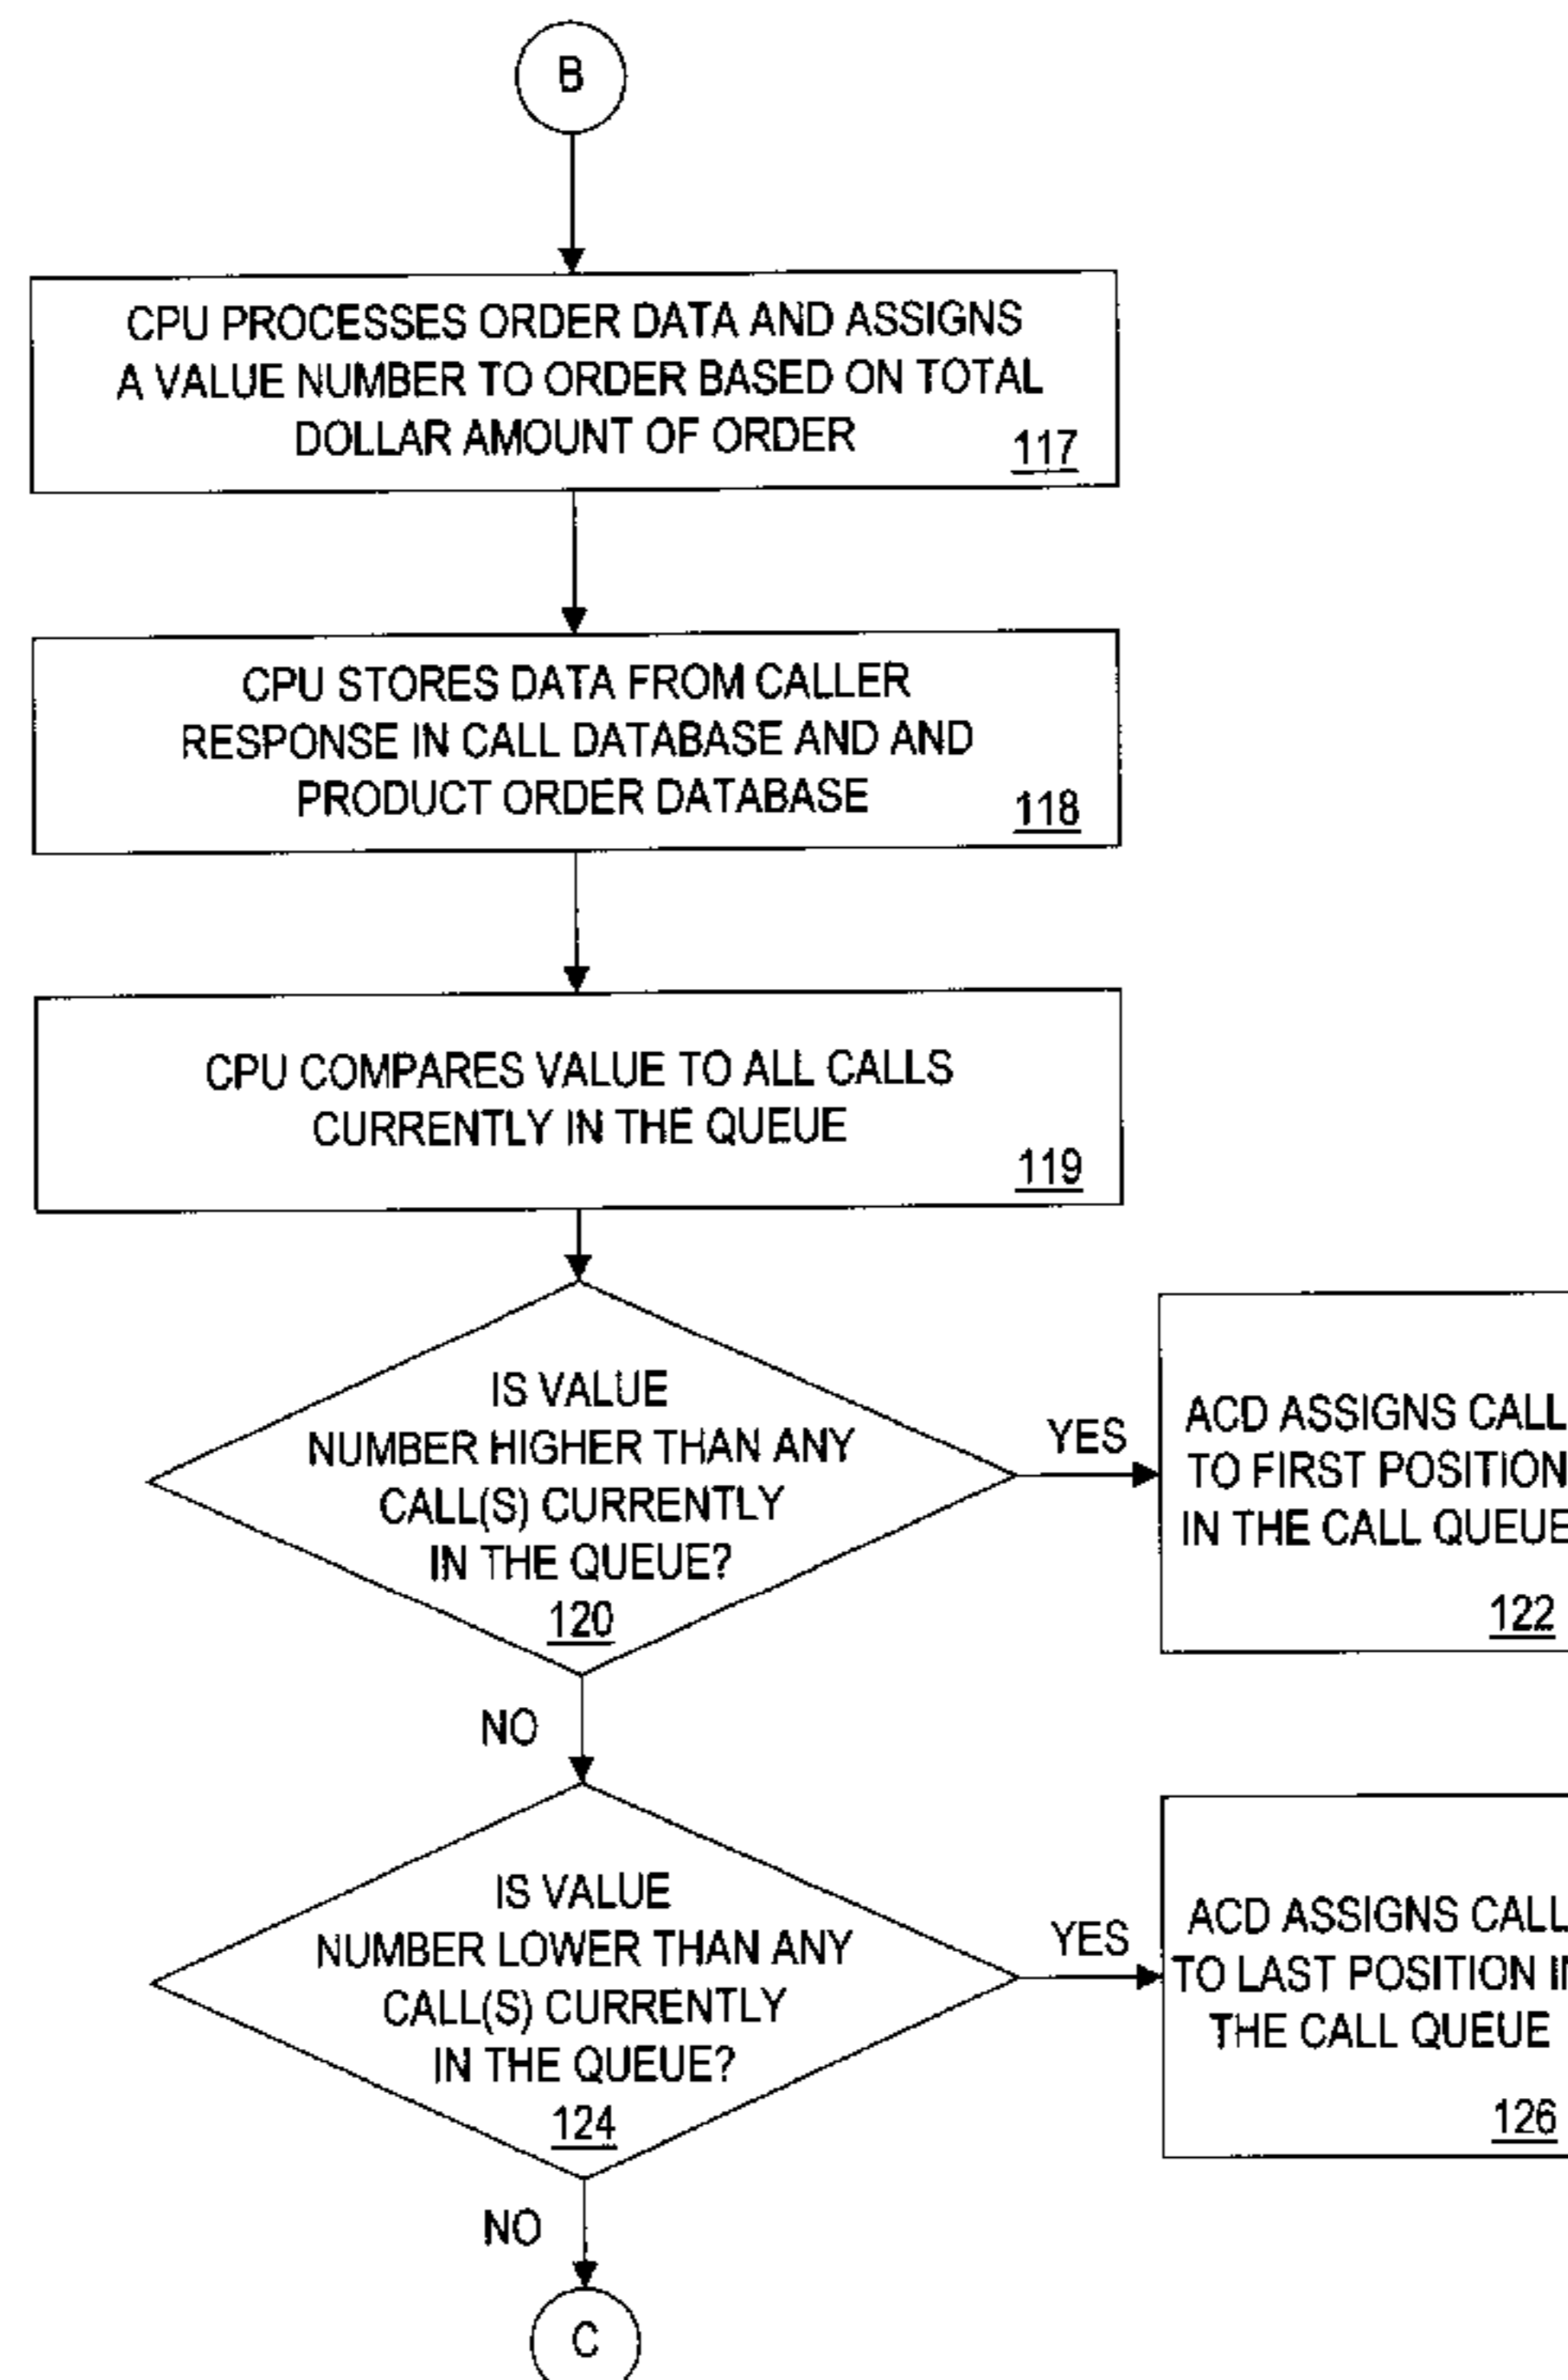 B
CPU PROCESSES ORDER DATA AND ASSIGNS
A VALUE NUMBER TO ORDER BASED ON TOTAL
DOLLAR AMOUNT OF ORDER
117
CPU STORES DATA FROM CALLER
RESPONSE IN CALL DATABASE AND AND
PRODUCT ORDER DATABASE
118
CPU COMPARES VALUE TO ALL CALLS
CURRENTLY IN THE QUEUE
119
IS VALUE
NUMBER HIGHER THAN ANY
CALL(S) CURRENTLY
IN THE QUEUE?
120
YES
ACD ASSIGNS CALL
TO FIRST POSITION
IN THE CALL QUEUE
122
NO
IS VALUE
NUMBER LOWER THAN ANY
CALL(S) CURRENTLY
IN THE QUEUE?
124
YES
ACD ASSIGNS CALL
TO LAST POSITION IN
THE CALL QUEUE
126
NO
C